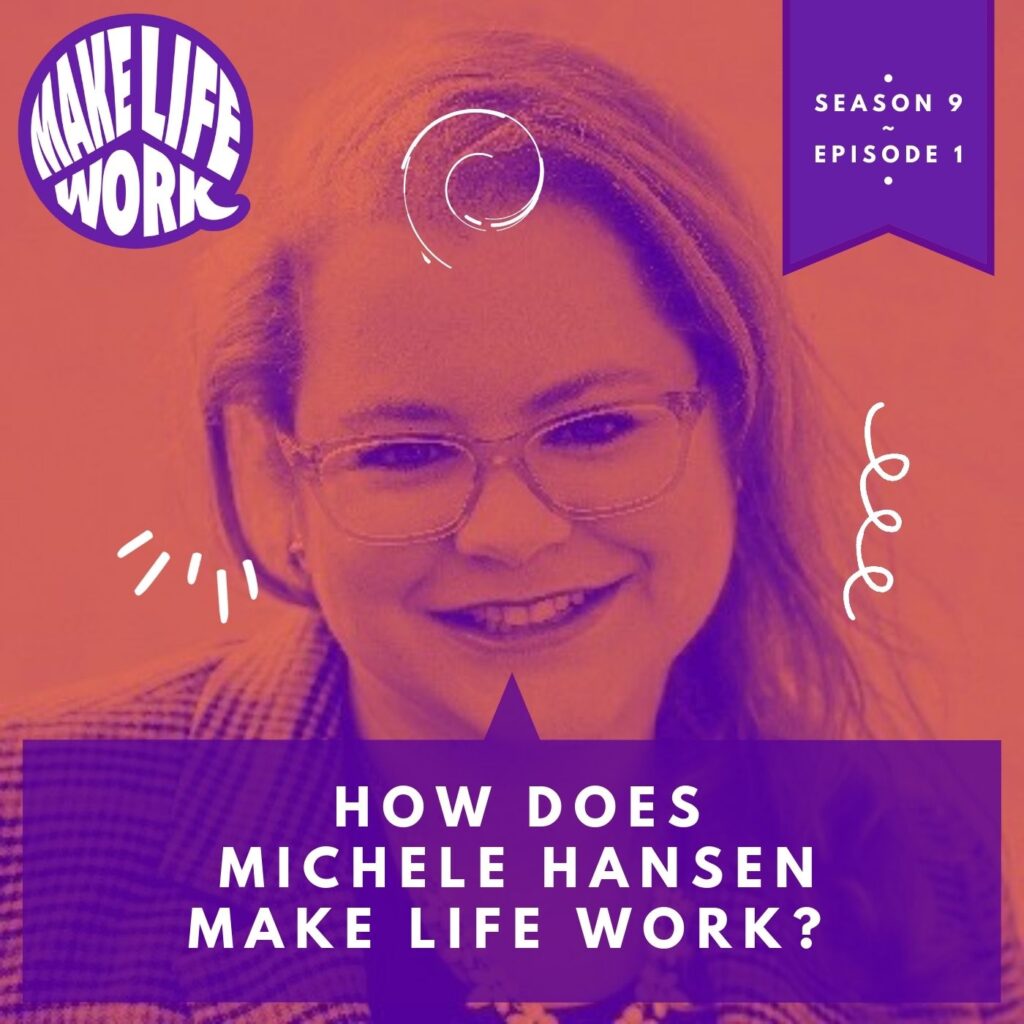 MAKE LIFE
WORK
SEASON 9
~
EPISODE 1
HOW DOES
MICHELE HANSEN
MAKE LIFE WORK?